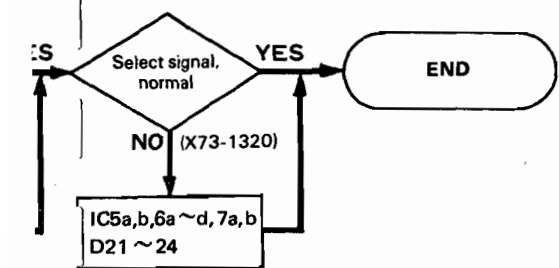 Select signal,
normal
YES
END
NO (X73-1320)
IC5a,b,6a~d,7a,b
D21~24